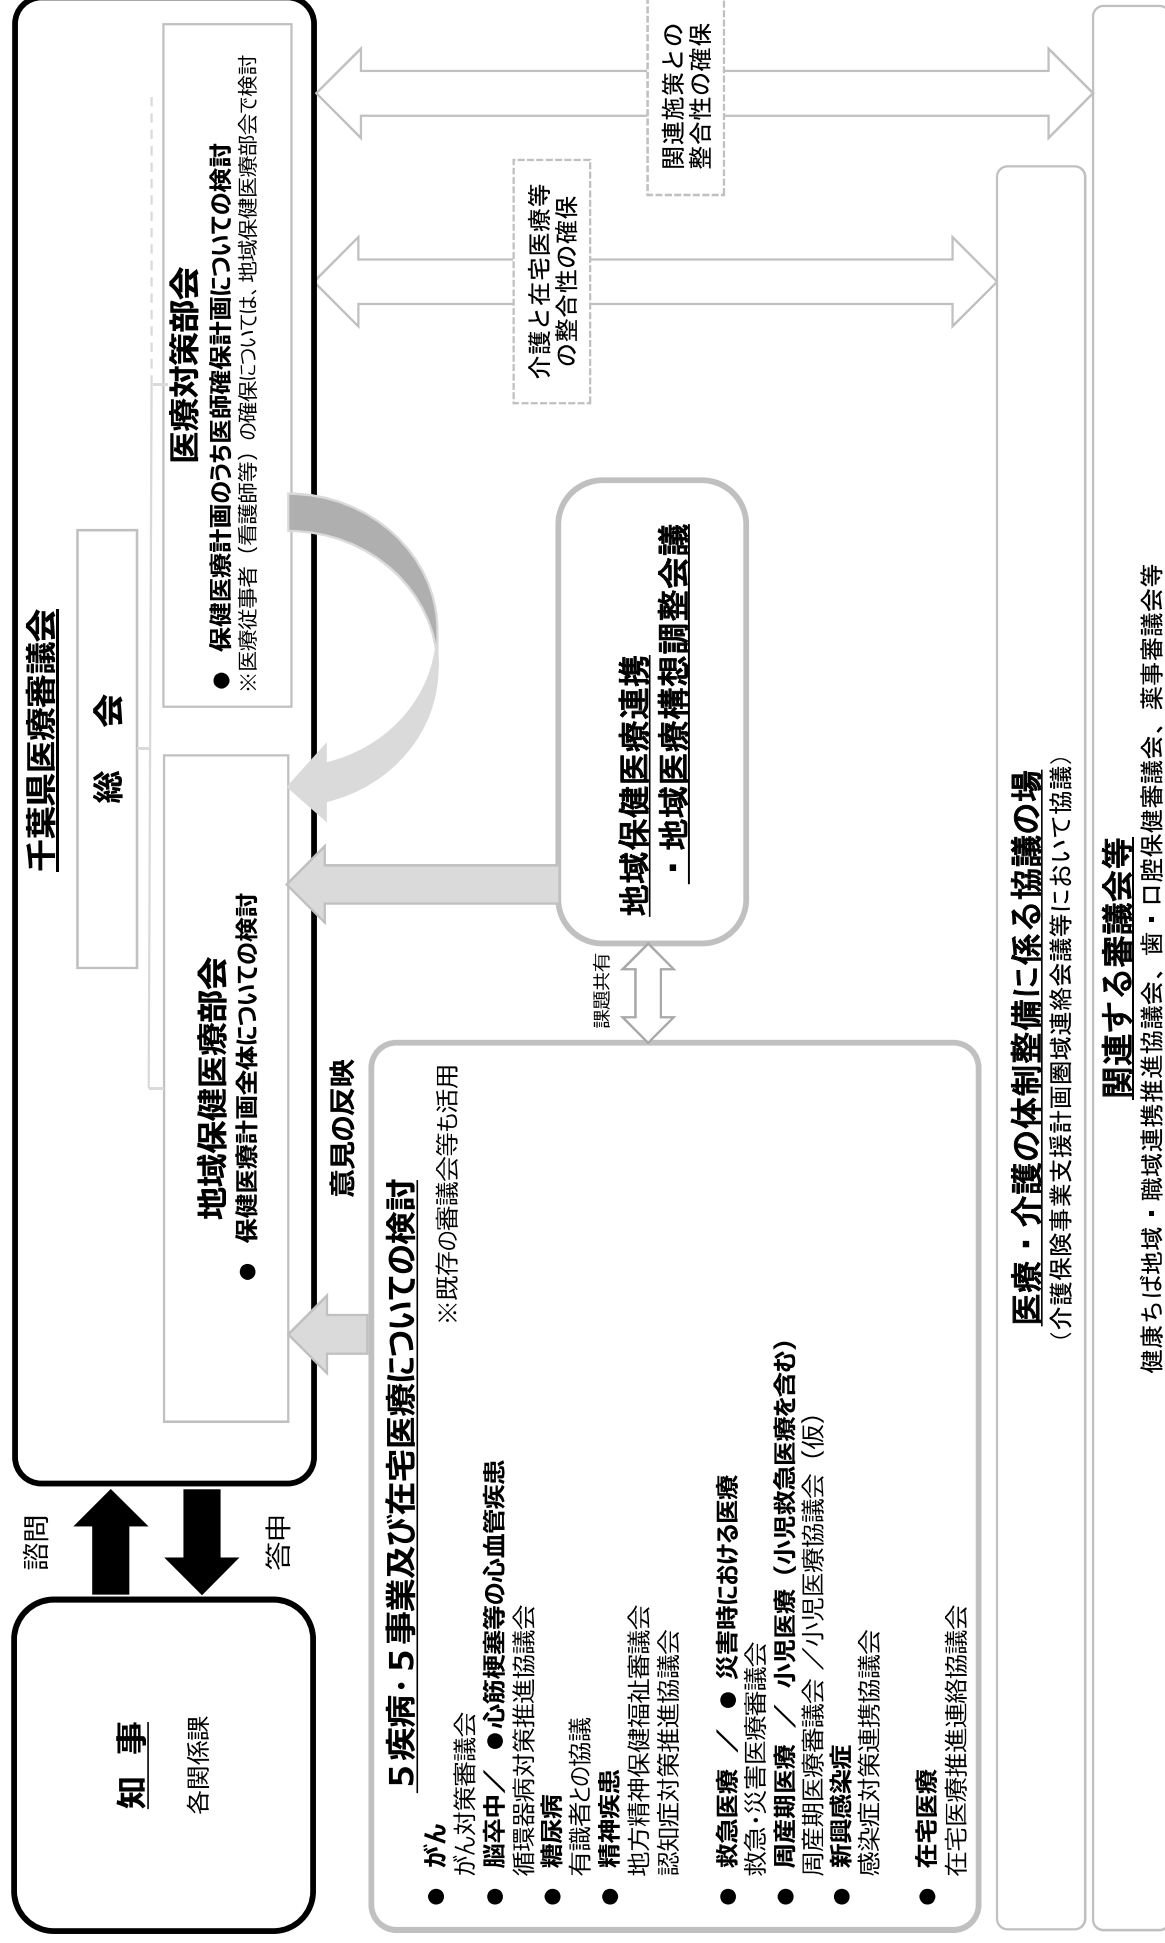 千葉県医療審議会
総　会
知　事
各関係課
諮問
答申
地域保健医療部会
● 保健医療計画全体についての検討
医療対策部会
● 保健医療計画のうち医師確保計画についての検討
※医療従事者（看護師等）の確保については、地域保健医療部会で検討
意見の反映
５疾病・５事業及び在宅医療についての検討
※既存の審議会等も活用
● がん
がん対策審議会
● 脳卒中／ ●心筋梗塞等の心血管疾患
循環器病対策推進協議会
● 糖尿病
有識者との協議
● 精神疾患
地方精神保健福祉審議会
認知症対策推進協議会
● 救急医療 ／ ● 災害時における医療
救急・災害医療審議会
● 周産期医療 ／ 小児医療（小児救急医療を含む）
周産期医療審議会 ／小児医療協議会（仮）
● 新興感染症
感染症対策連携協議会
● 在宅医療
在宅医療推進連絡協議会
課題共有
地域保健医療連携
・地域医療構想調整会議
介護と在宅医療等
の整合性の確保
関連施策との
整合性の確保
医療・介護の体制整備に係る協議の場
（介護保険事業支援計画圏域連絡会議等において協議）
関連する審議会等
健康ちば地域・職域連携推進協議会、歯・口腔保健審議会、薬事審議会等